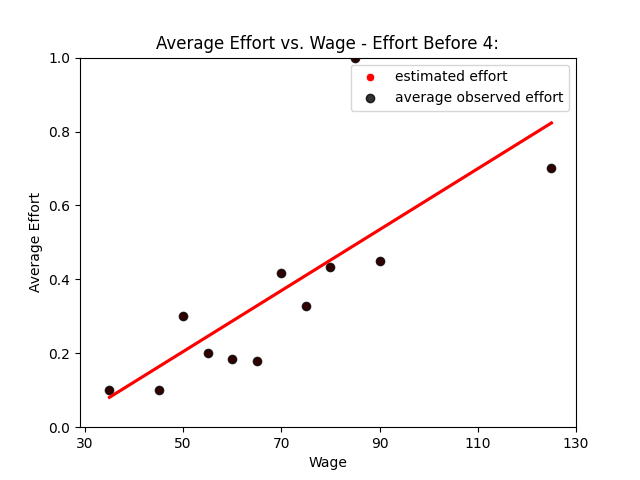 Average Effort vs. Wage - Effort Before 4:
estimated effort
average observed effort
1.0
0.8
0.6
0.4
0.2
0.0
Average Effort
30 50 70 90 110 130
Wage